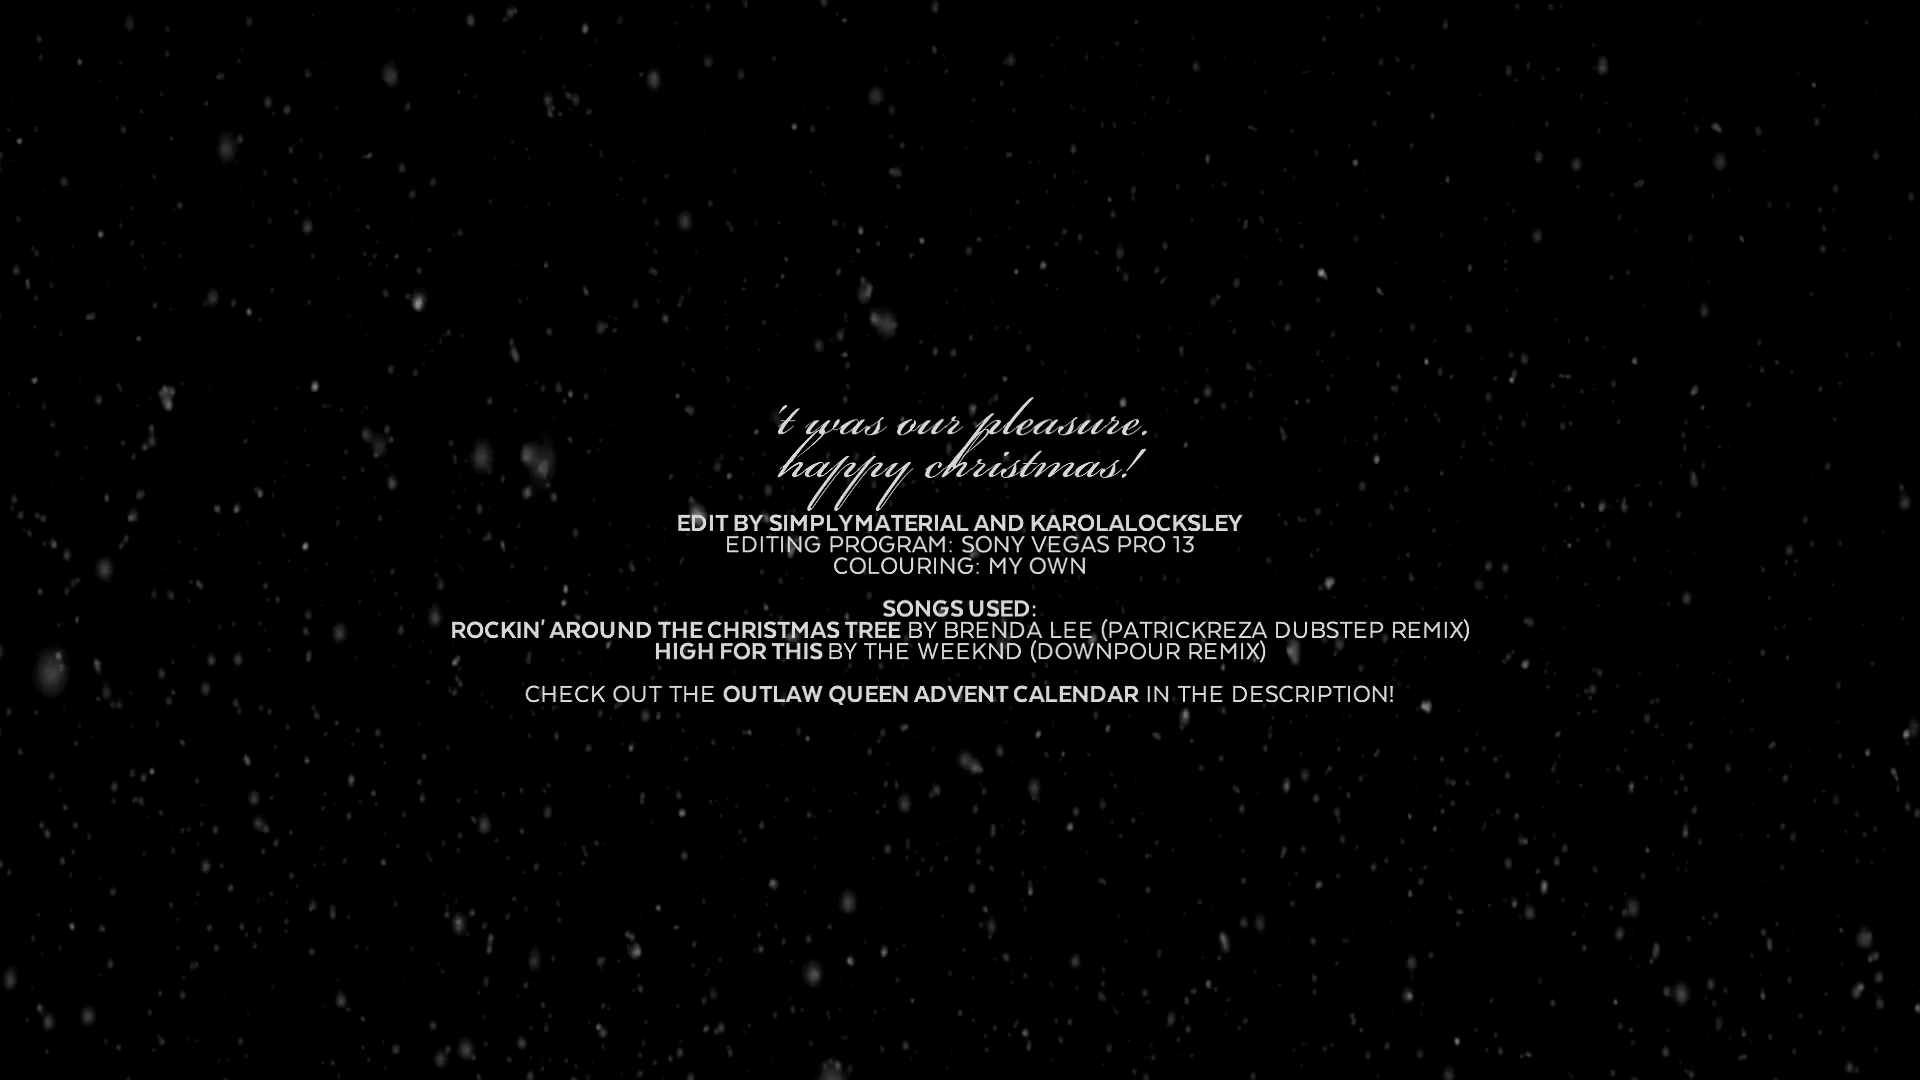 't was our pleasure.
happy christmas!
EDIT BY SIMPLYMATERIAL AND KAROLALOCKSLEY
EDITING PROGRAM: SONY VEGAS PRO 13
COLOURING: MY OWN
SONGS USED:
ROCKIN' AROUND THE CHRISTMAS TREE BY BRENDA LEE (PATRICKREZA DUBSTEP REMIX)
HIGH FOR THIS BY THE WEEKND (DOWNPOUR REMIX)
CHECK OUT THE OUTLAW QUEEN ADVENT CALENDAR IN THE DESCRIPTION!